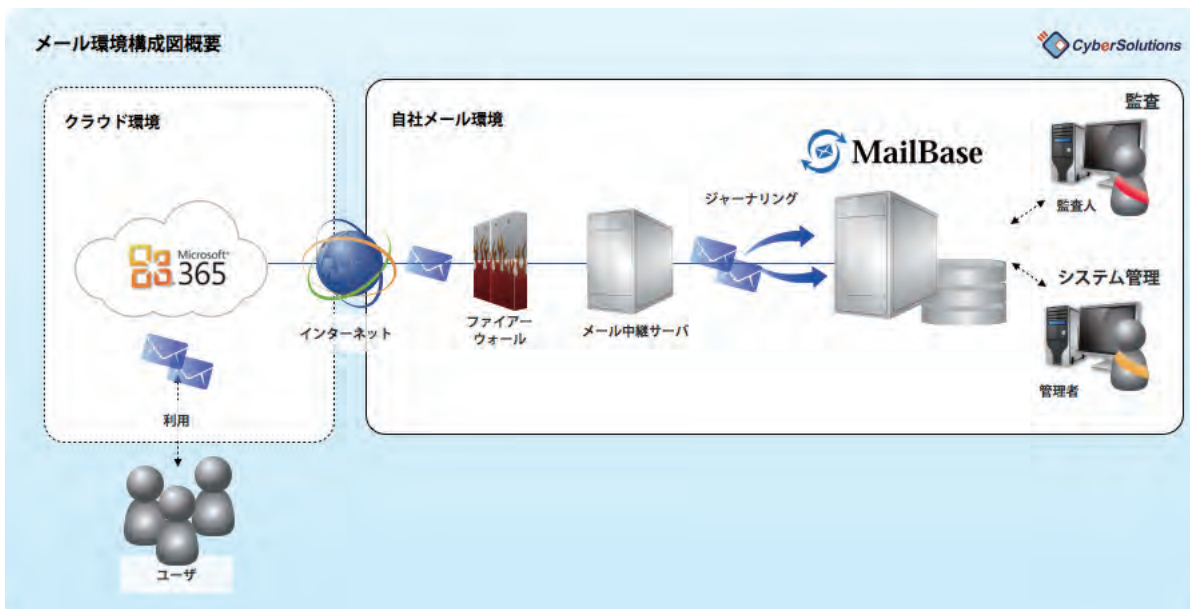 メール環境構成図概要
CyberSolutions
クラウド環境
自社メール環境
監査
MailBase
ジャーナリング
監査人
Microsoft
365
システム管理
インターネット
ファイアー
ウォール
メール中継サーバ
管理者
利用
ユーザ